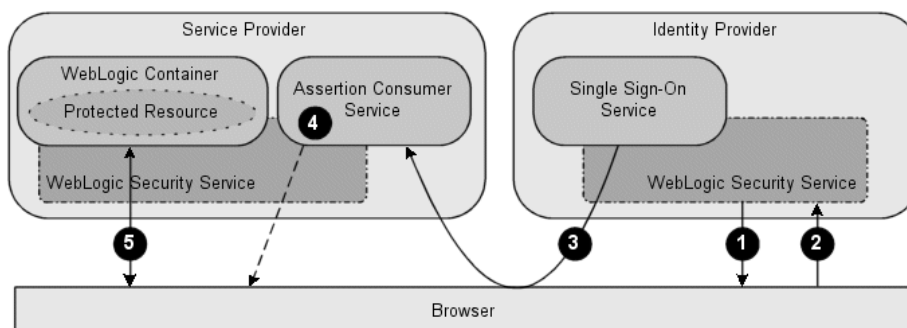 Service Provider
WebLogic Container
Protected Resource
Assertion Consumer
Service
4
WebLogic Security Service
Identity Provider
Single Sign-On
Service
WebLogic Security Service
5
3
1
2
Browser